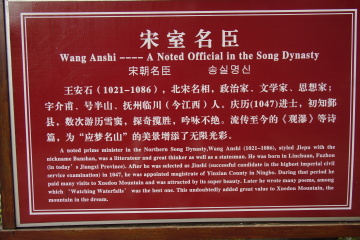 宋室名臣
Wang Anshi ---- A Noted Official in the Song Dynasty
宋朝名臣 송실명신
王安石（1021-1086），北宋名相，政治家、文学家、思想家；
字介甫、号半山、抚州临川（今江西）人，庆历(1047)进士，初知鄞
县，数次游历雪窦，探奇揽胜，吟咏不绝。流传至今的《观瀑》等诗
篇，为“应梦名山”的美景增添了无限光彩。
A noted prime minister in the Northern Song Dynasty,Wang Anshi (1021-1086), styled Jiepu with the
nickname Banshan, was a litterateur and great thinker as well as a statesman. He was born in Linchuan, Fuzhou
(in today's Jiangxi Province). After he was selected as Jinshi (successful candidate in the highest imperial civil
service examination) in 1047, he was appointed magistrate of Yinxian County in Ningbo. During that period he
paid many visits to Xuedou Mountain and was attracted by its super beauty. Later he wrote many poems, among
which "Watching Waterfalls" was the best one. This undoubtedly added great value to Xuedou Mountain, the
mountain in the dream.